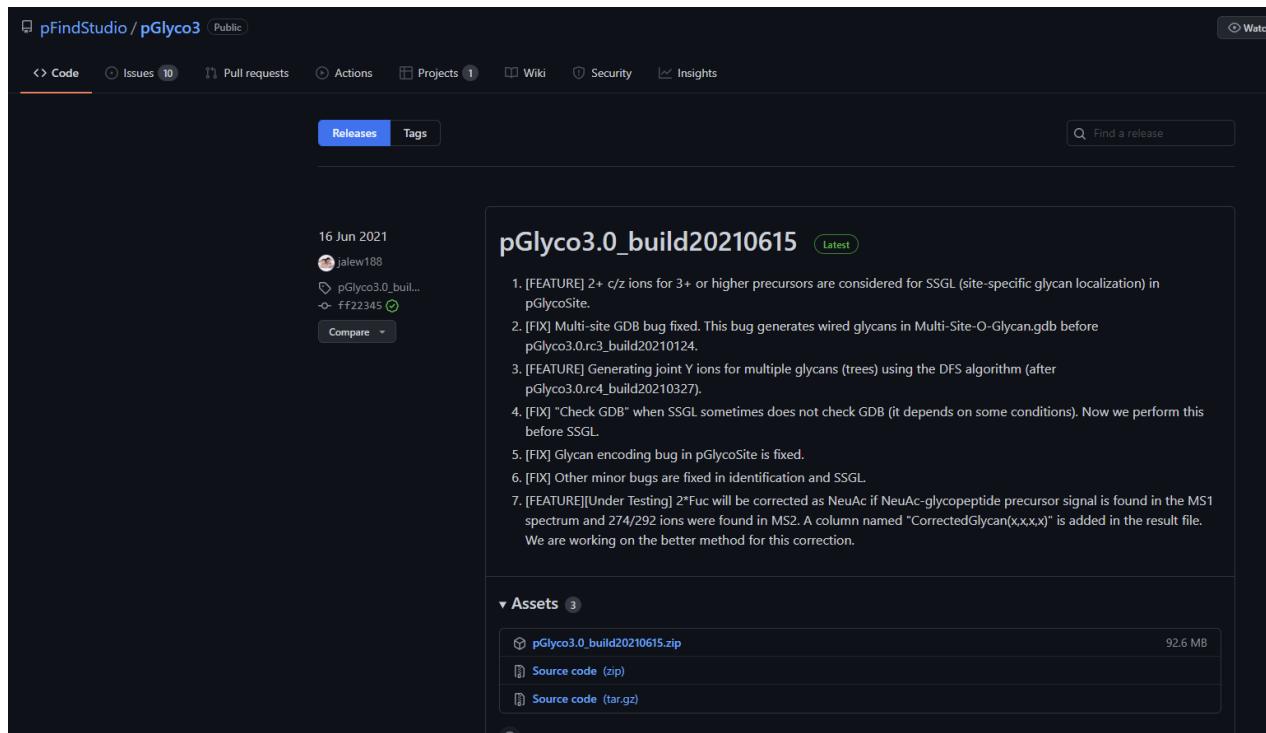 pFindStudio / pGlyco3 Public
Watc
Code Issues 10 Pull requests Actions Projects 1 Wiki Security Insights
Releases Tags
Find a release
16 Jun 2021
jalew188
pGlyco3.0_buil...
ff22345
Compare
pGlyco3.0_build20210615 Latest
1. [FEATURE] 2+ c/z ions for 3+ or higher precursors are considered for SSGL (site-specific glycan localization) in
pGlycoSite.
2. [FIX] Multi-site GDB bug fixed. This bug generates wired glycans in Multi-Site-O-Glycan.gdb before
pGlyco3.0.rc3_build20210124.
3. [FEATURE] Generating joint Y ions for multiple glycans (trees) using the DFS algorithm (after
pGlyco3.0.rc4_build20210327).
4. [FIX] "Check GDB" when SSGL sometimes does not check GDB (it depends on some conditions). Now we perform this
before SSGL.
5. [FIX] Glycan encoding bug in pGlycoSite is fixed.
6. [FIX] Other minor bugs are fixed in identification and SSGL.
7. [FEATURE][Under Testing] 2*Fuc will be corrected as NeuAc if NeuAc-glycopeptide precursor signal is found in the MS1
spectrum and 274/292 ions were found in MS2. A column named "CorrectedGlycan(x,x,x,x)" is added in the result file.
We are working on the better method for this correction.
Assets 3
pGlyco3.0_build20210615.zip 92.6 MB
Source code (zip)
Source code (tar.gz)